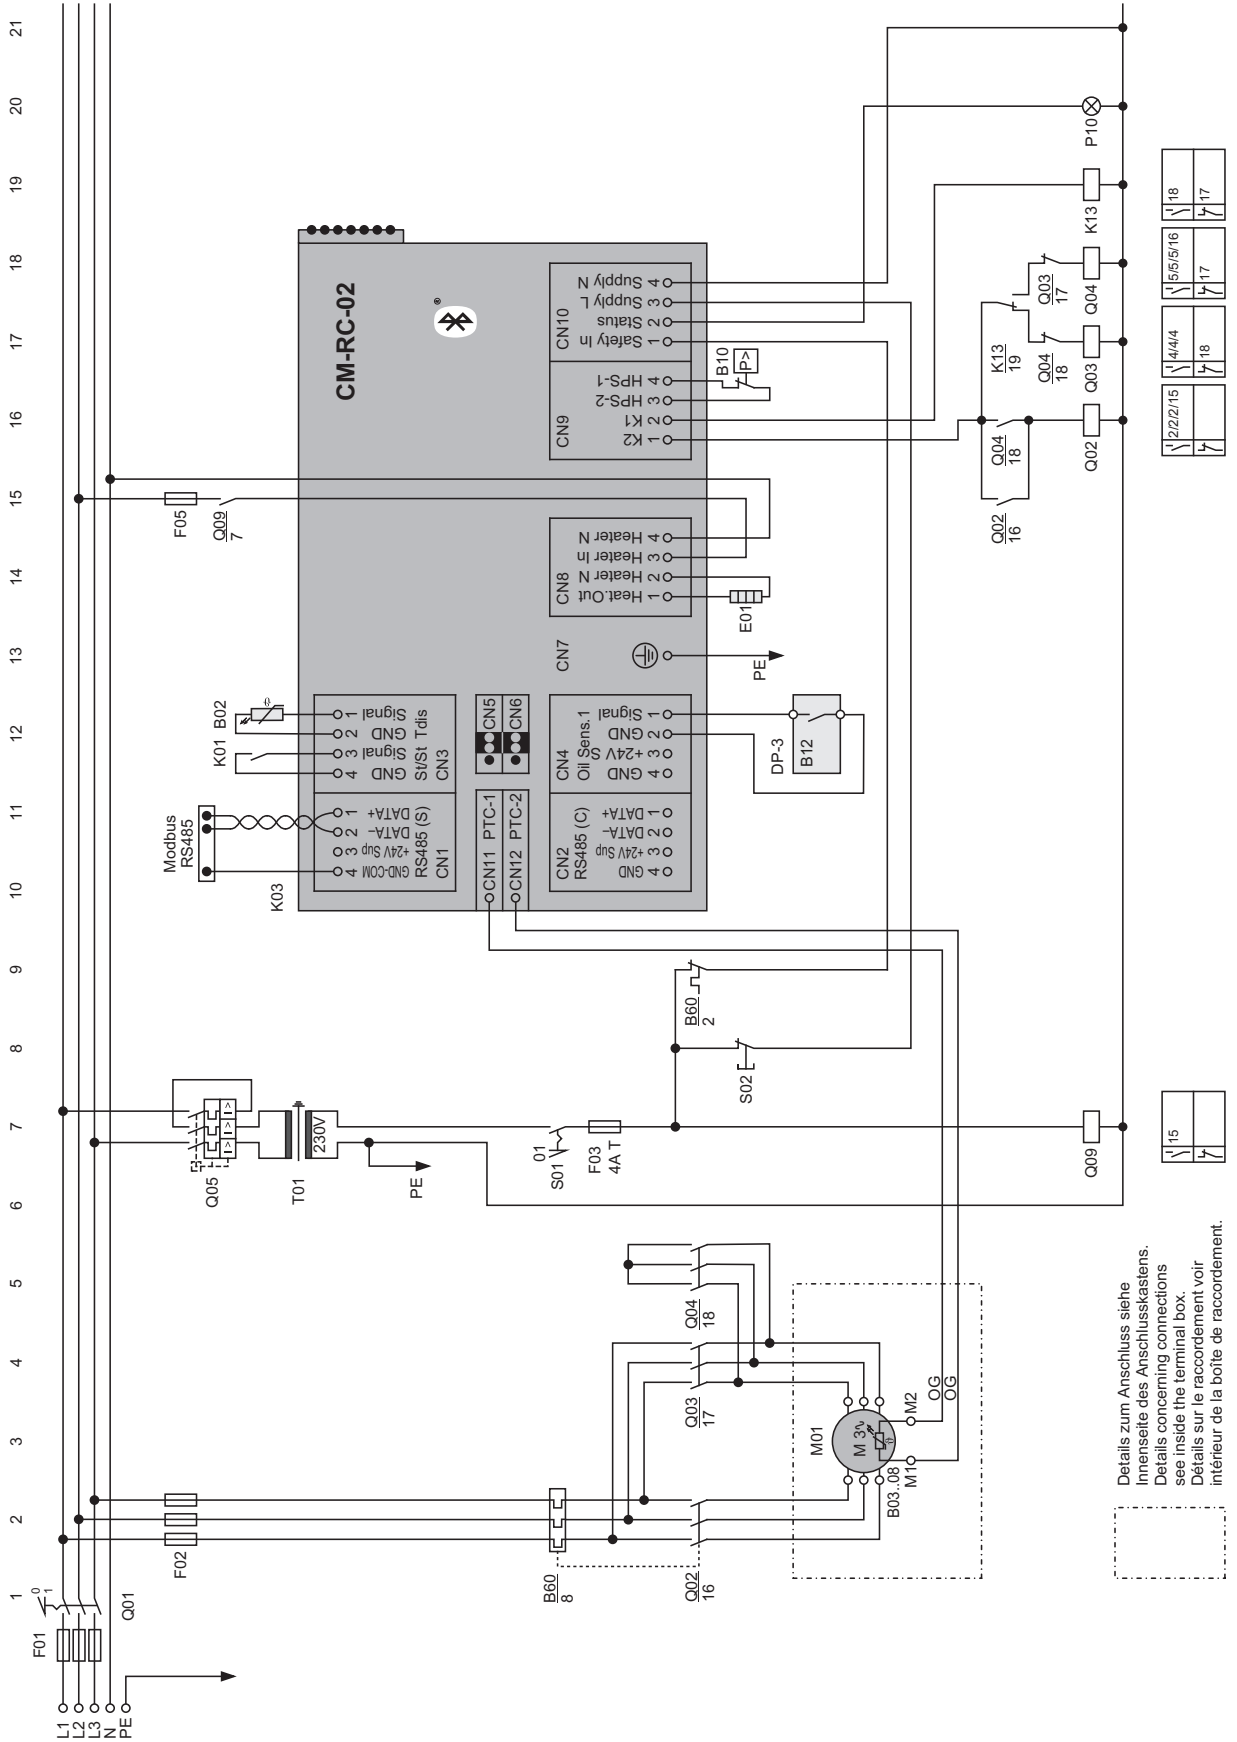 1
2
3
4
5
6
7
8
9
10
11
12
13
14
15
16
17
18
19
20
21
L1
L2
L3
N
PE
F01
0
1
Q01
F02
B60
8
Q02
16
M01
M 3~
B03..08
M1
M2
OG
OG
Q03
17
Q04
18
Q05
I> I> I>
T01
230V
PE
01
S01
F03
4A T
S02
B60
2
Q09
K03
Modbus
RS485
K01
B02
CM-RC-02
®
4 GND-COM
3 +24V Sup
2 DATA-
1 DATA+
RS485 (S)
CN1
4 GND
3 Signal
2 GND
1 Signal
St/St Tdis
CN3
CN11 PTC-1
CN12 PTC-2
CN5
CN6
CN2
RS485 (C)
GND 4
+24V Sup 3
DATA- 2
DATA+ 1
CN4
Oil Sens.1
GND 4
+24V S 3
GND 2
Signal 1
CN7
PE
DP-3
B12
CN8
Heat.Out 1
Heater N 2
Heater In 3
Heater N 4
E01
F05
Q09
7
CN9
K2 1
K1 2
HPS-2 3
HPS-1 4
CN10
Safety In 1
Status 2
Supply L 3
Supply N 4
B10
P>
Q02
16
Q04
18
Q02
K13
19
Q04
18
Q03
Q03
17
Q04
K13
P10
15
2/2/2/15
4/4/4
18
5/5/5/16
17
18
17
Details zum Anschluss siehe
Innenseite des Anschlusskastens.
Details concerning connections
see inside the terminal box.
Détails sur le raccordement voir
intérieur de la boîte de raccordement.